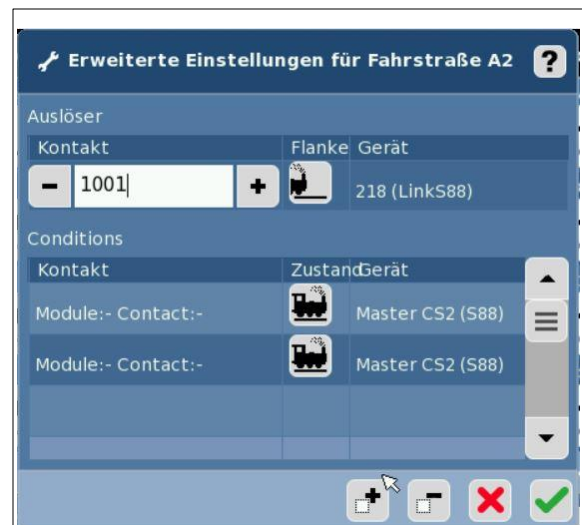 Erweiterte Einstellungen für Fahrstraße A2 ?
Auslöser
Kontakt Flanke Gerät
- 1001 + 218 (LinkS88)
Conditions
Kontakt Zustand Gerät
Module:- Contact:- Master CS2 (S88)
Module:- Contact:- Master CS2 (S88)